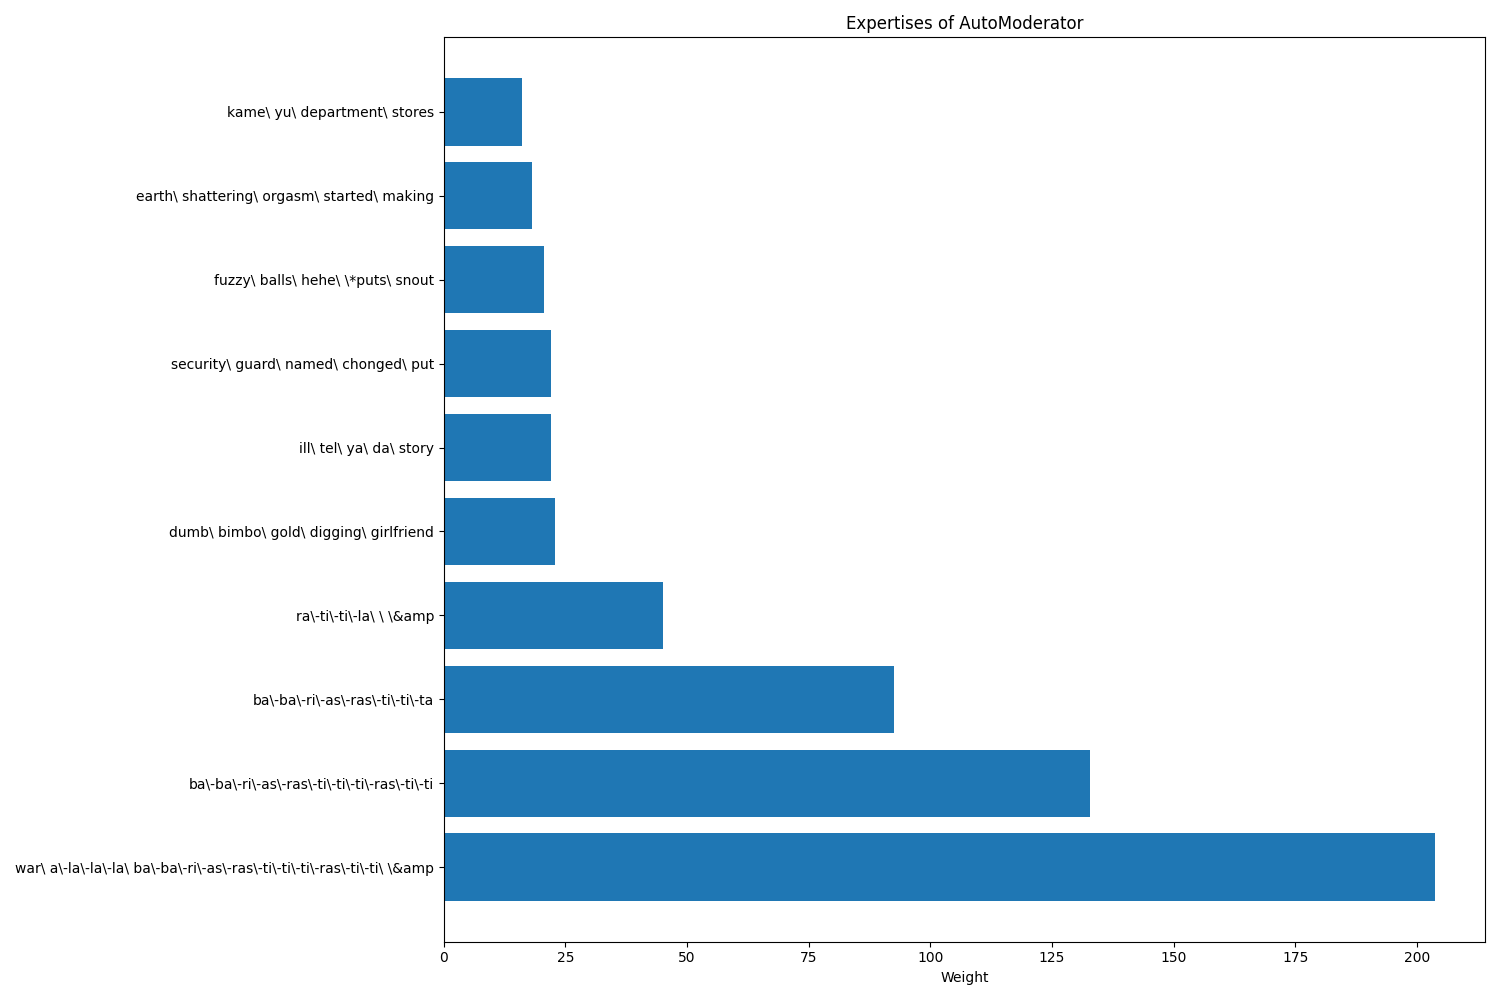 Expertises of AutoModerator
kame\ yu\ department\ stores
earth\ shattering\ orgasm\ started\ making
fuzzy\ balls\ hehe\ \*puts\ snout
security\ guard\ named\ chonged\ put
ill\ tel\ ya\ da\ story
dumb\ bimbo\ gold\ digging\ girlfriend
ra\-ti\-ti\-la\ \ \&amp
ba\-ba\-ri\-as\-ras\-ti\-ti\-ta
ba\-ba\-ri\-as\-ras\-ti\-ti\-ti\-ras\-ti\-ti
war\ a\-la\-la\-la\ ba\-ba\-ri\-as\-ras\-ti\-ti\-ti\-ras\-ti\-ti\ \&amp
0 25 50 75 100 125 150 175 200
Weight